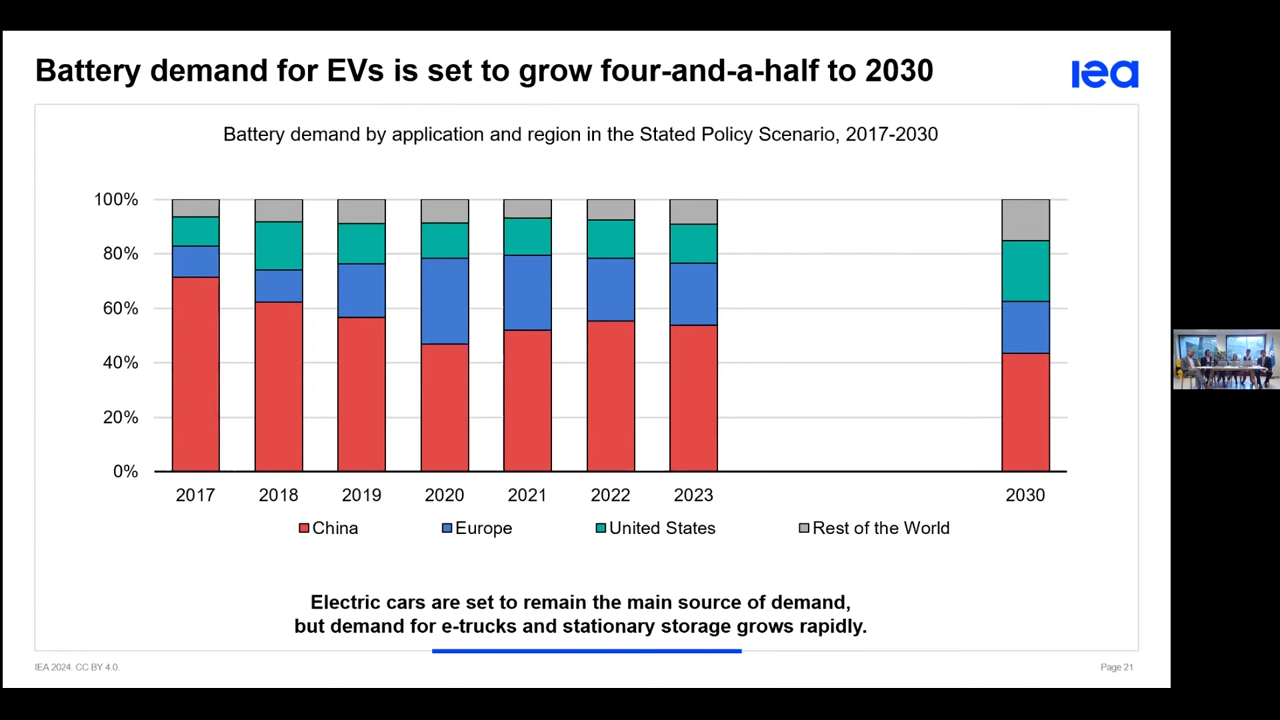 Battery demand for EVs is set to grow four-and-a-half to 2030
iea
Battery demand by application and region in the Stated Policy Scenario, 2017-2030
100%
80%
60%
40%
20%
0%
2017 2018 2019 2020 2021 2022 2023 2030
China Europe United States Rest of the World
Electric cars are set to remain the main source of demand,
but demand for e-trucks and stationary storage grows rapidly.
IEA 2024. CC BY 4.0.
Page 21